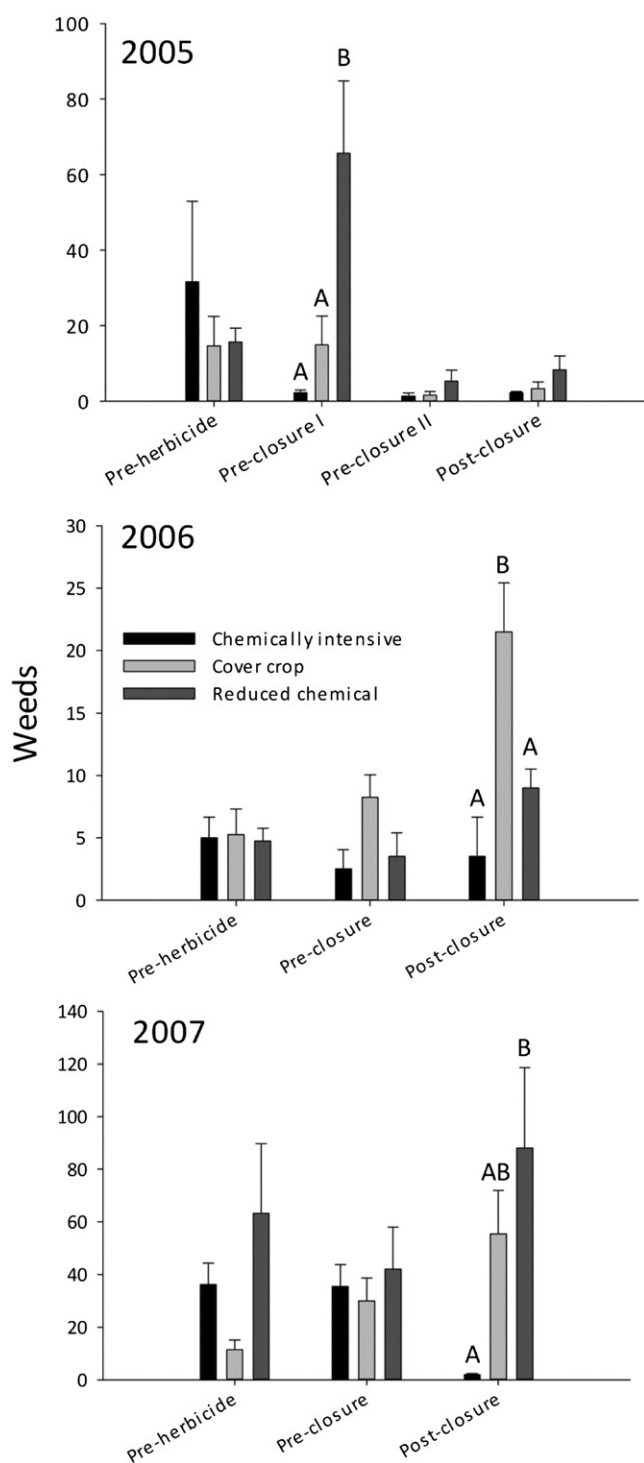 2005
100
80
60
40
20
0
B
A
A
Pre-herbicide
Pre-closure I
Pre-closure II
Post-closure
Weeds
2006
30
25
20
15
10
5
0
Chemically intensive
Cover crop
Reduced chemical
B
A
A
Pre-herbicide
Pre-closure
Post-closure
2007
140
120
100
80
60
40
20
0
B
AB
A
Pre-herbicide
Pre-closure
Post-closure